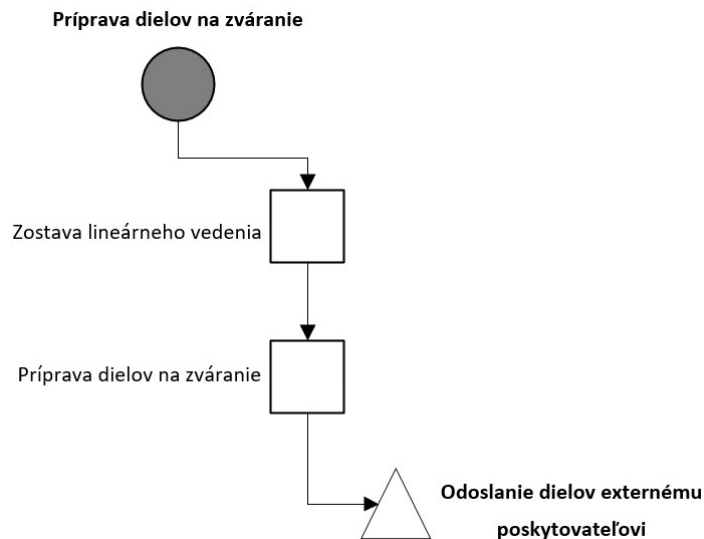 Príprava dielov na zváranie
Zostava lineárneho vedenia
Príprava dielov na zváranie
Odoslanie dielov externému
poskytovateľovi